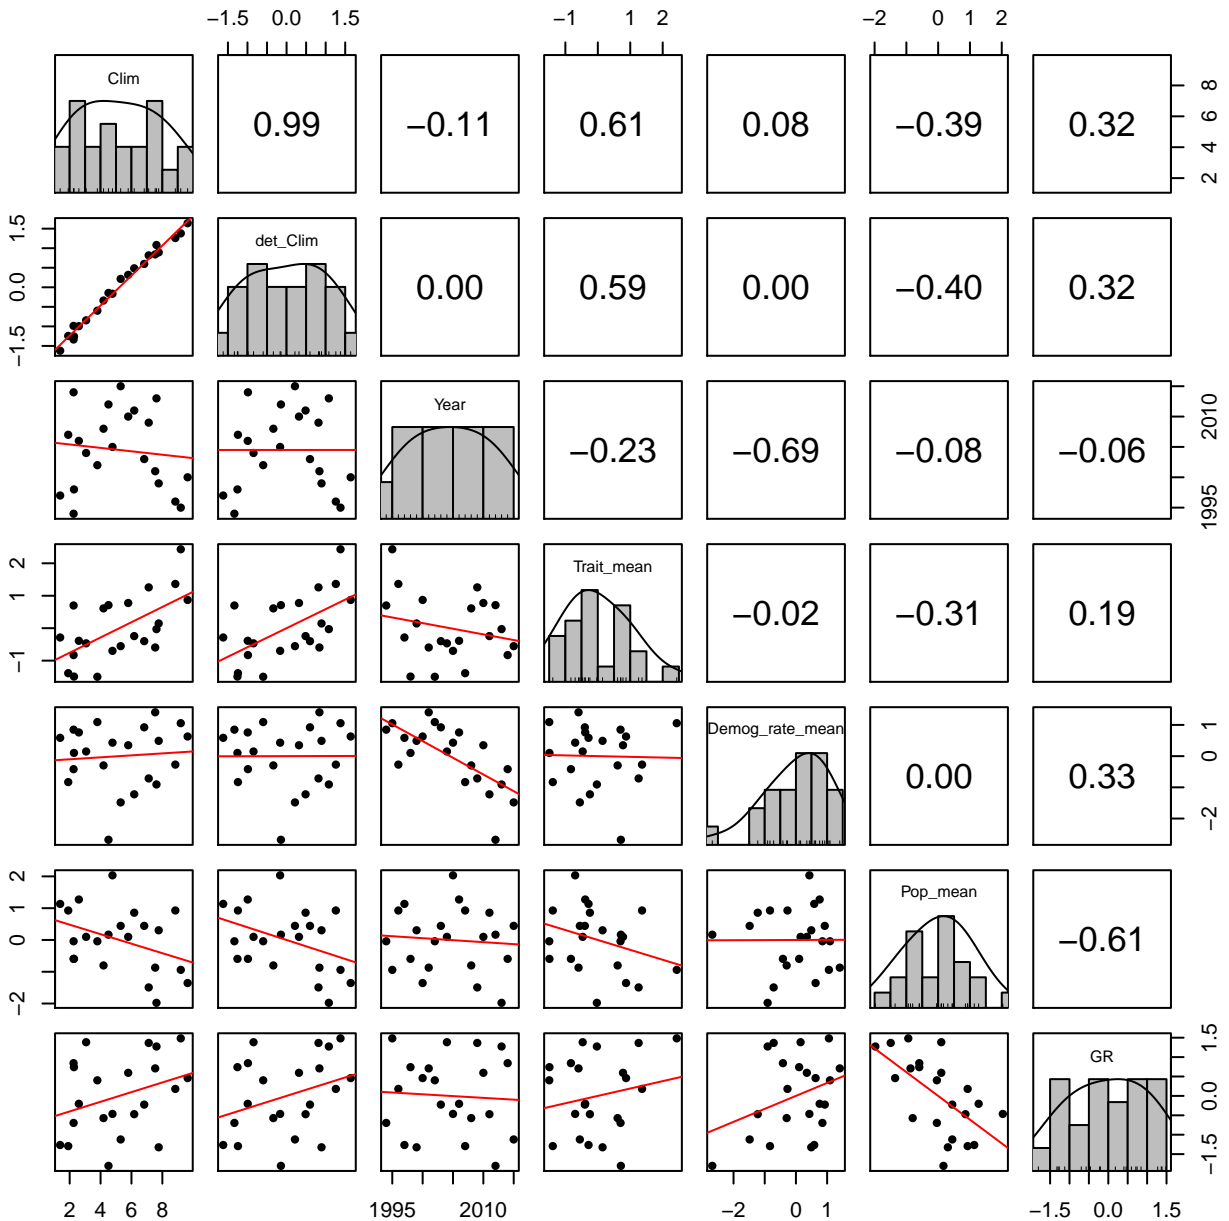 −1.5 0.0 1.5 −1 1 2 −2 0 1 2
Clim 0.99 −0.11 0.61 0.08 −0.39 0.32 2 4 6 8
−1.5 0.0 1.5 det_Clim 0.00 0.59 0.00 −0.40 0.32
Year −0.23 −0.69 −0.08 −0.06 1995 2010
−1 1 2 Trait_mean −0.02 −0.31 0.19
Demog_rate_mean 0.00 0.33 −2 0 1
−2 0 1 2 Pop_mean −0.61
GR −1.5 0.0 1.5
2 4 6 8 1995 2010 −2 0 −1.5 0.0 1.5